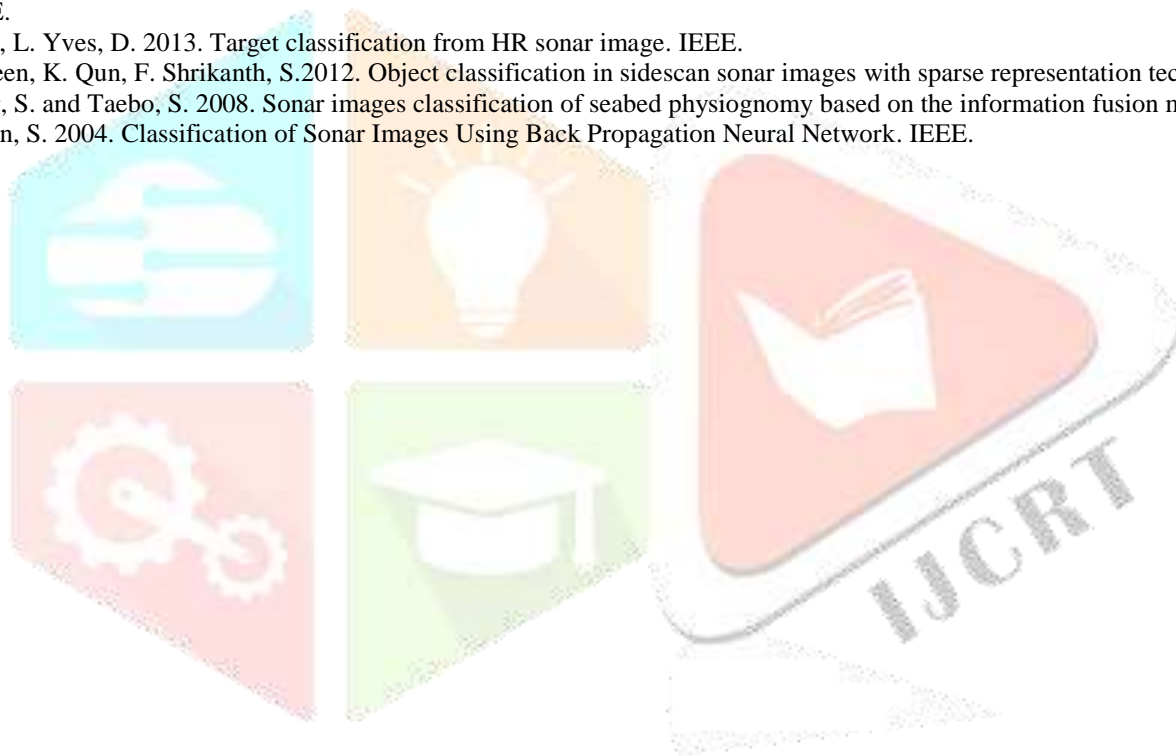 E.
, L. Yves, D. 2013. Target classification from HR sonar image. IEEE.
een, K. Qun, F. Shrikanth, S.2012. Object classification in sidescan sonar images with sparse representation tec
, S. and Taebo, S. 2008. Sonar images classification of seabed physiognomy based on the information fusion
n, S. 2004. Classification of Sonar Images Using Back Propagation Neural Network. IEEE.
IJCRT